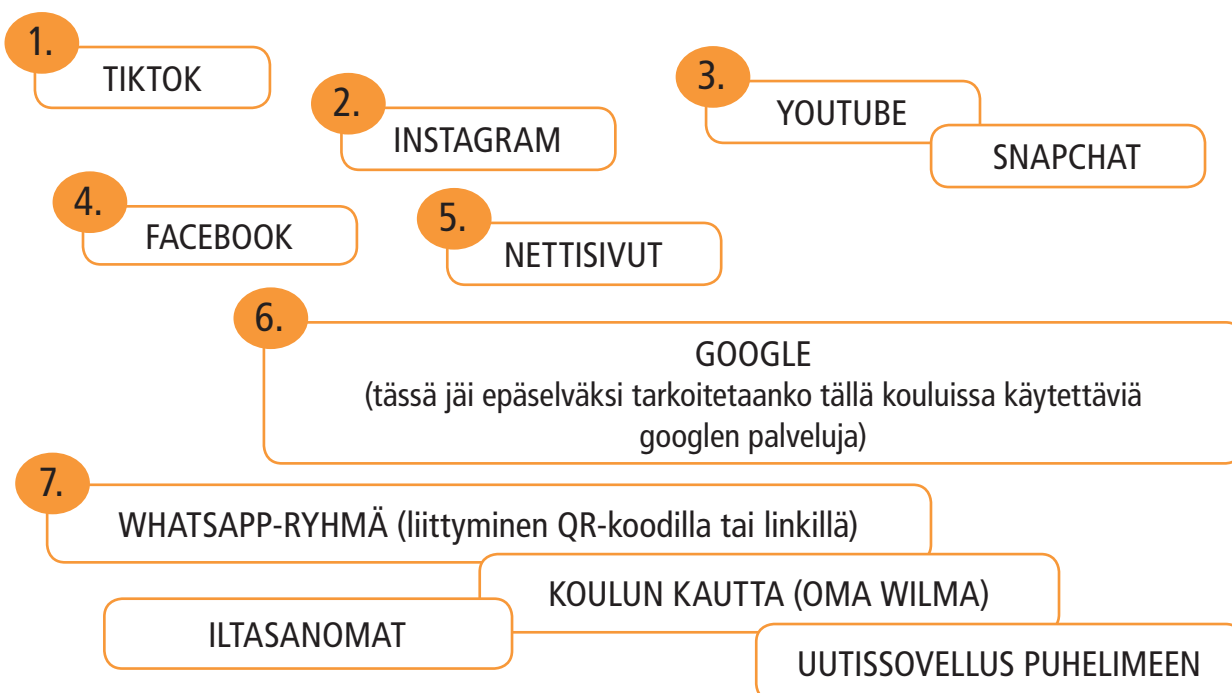 1.
TIKTOK
2.
INSTAGRAM
3.
YOUTUBE
SNAPCHAT
4.
FACEBOOK
5.
NETTISIVUT
6.
GOOGLE
(tässä jäi epäselväksi tarkoitetaanko tällä kouluissa käytettäviä
googlen palveluja)
7.
WHATSAPP-RYHMÄ (liittyminen QR-koodilla tai linkillä)
KOULUN KAUTTA (OMA WILMA)
ILTASANOMAT
UUTISSOVELLUS PUHELIMEEN